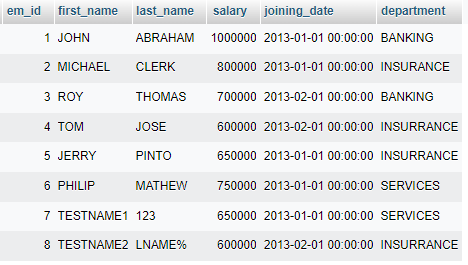 em_id first_name last_name salary joining_date department
1 JOHN ABRAHAM 1000000 2013-01-01 00:00:00 BANKING
2 MICHAEL CLERK 800000 2013-01-01 00:00:00 INSURANCE
3 ROY THOMAS 700000 2013-02-01 00:00:00 BANKING
4 TOM JOSE 600000 2013-02-01 00:00:00 INSURRANCE
5 JERRY PINTO 650000 2013-01-01 00:00:00 INSURRANCE
6 PHILIP MATHEW 750000 2013-01-01 00:00:00 SERVICES
7 TESTNAME1 123 650000 2013-01-01 00:00:00 SERVICES
8 TESTNAME2 LNAME% 600000 2013-02-01 00:00:00 INSURRANCE